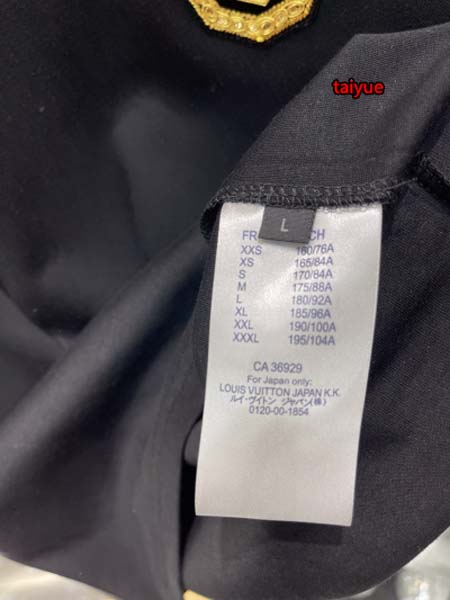 taiyue
L
FR CH
XXS 160/76A
XS 165/84A
S 170/84A
M 175/88A
L 180/92A
XL 185/96A
XXL 190/100A
XXXL 195/104A
CA 36929
For Japan only:
LOUIS VUITTON JAPAN K.K.
ルイ・ヴィトン ジャパン(株)
0120-00-1854